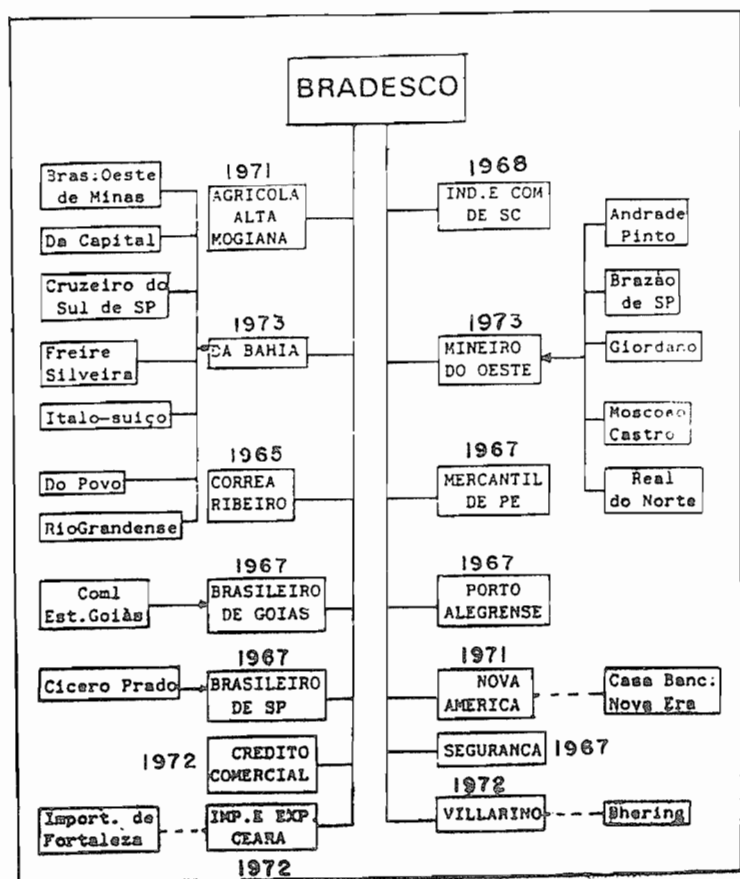 BRADESCO
1971
AGRICOLA
ALTA
MOGIANA
Bras:Oeste
de Minas
Da Capital
Cruzeiro do
Sul de SP
Freire
Silveira
Italo-suiço
Do Povo
RioGrandense
1973
DA BAHIA
1965
CORREA
RIBEIRO
Coml
Est.Goiàs
1967
BRASILEIRO
DE GOIAS
Cicero Prado
1967
BRASILEIRO
DE SP
1972
CREDITO
COMERCIAL
Import. de
Fortaleza
IMP.E EXP.
CEARA
1972
1968
IND.E COM
DE SC
1973
MINEIRO
DO OESTE
Andrade
Pinto
Brazão
de SP
Giordano
Moscoso
Castro
Real
do Norte
1967
MERCANTIL
DE PE
1967
PORTO
ALEGRENSE
1971
NOVA
AMERICA
Casa Banc:
Nova Era
SEGURANCA
1967
1972
VILLARINO
Bhering